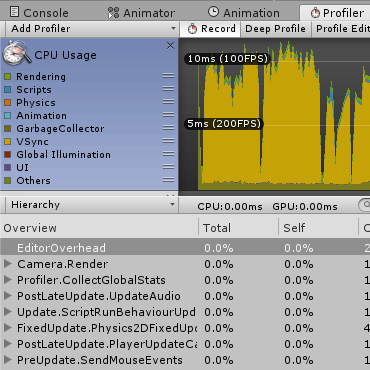 Console Animator Animation Profiler
Add Profiler Record Deep Profile Profile Edit
CPU Usage
10ms (100FPS)
Rendering
Scripts
Physics
Animation
5ms (200FPS)
GarbageCollector
VSync
Global Illumination
UI
Others
Hierarchy CPU:0.00ms GPU:0.00ms
Overview Total Self C
EditorOverhead 0.0% 0.0% 2
Camera.Render 0.0% 0.0% 1
Profiler.CollectGlobalStats 0.0% 0.0% 1
PostLateUpdate.UpdateAudio 0.0% 0.0% 1
Update.ScriptRunBehaviourUpd 0.0% 0.0% 1
FixedUpdate.Physics2DFixedUpd 0.0% 0.0% 4
PostLateUpdate.PlayerUpdateCa 0.0% 0.0% 1
PreUpdate.SendMouseEvents 0.0% 0.0% 1